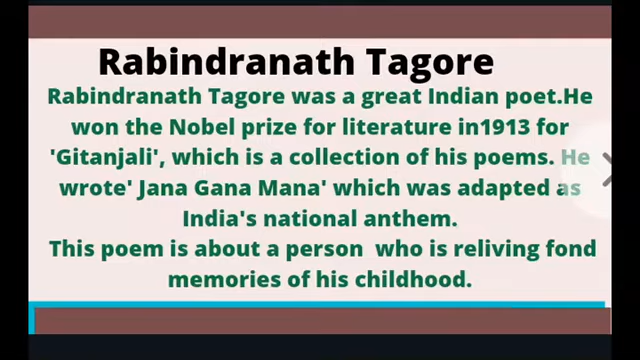 Rabindranath Tagore
Rabindranath Tagore was a great Indian poet.He
won the Nobel prize for literature in1913 for
'Gitanjali', which is a collection of his poems. He
wrote' Jana Gana Mana' which was adapted as
India's national anthem.
This poem is about a person  who is reliving fond
memories of his childhood.